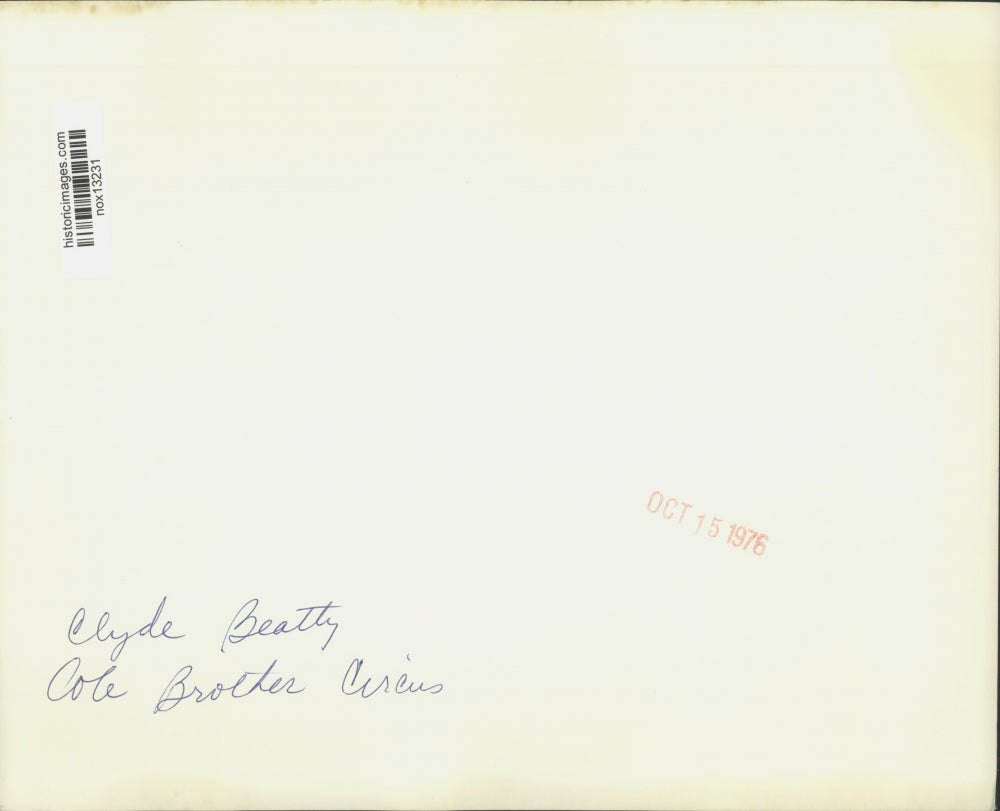 historicimages.com
nox13231
OCT 15 1976
Clyde Beatty
Cole Brother Circus